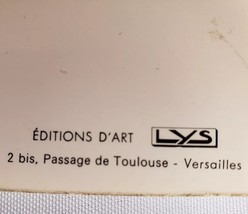 ÉDITIONS D'ART LYS
2 bis, Passage de Toulouse - Versailles